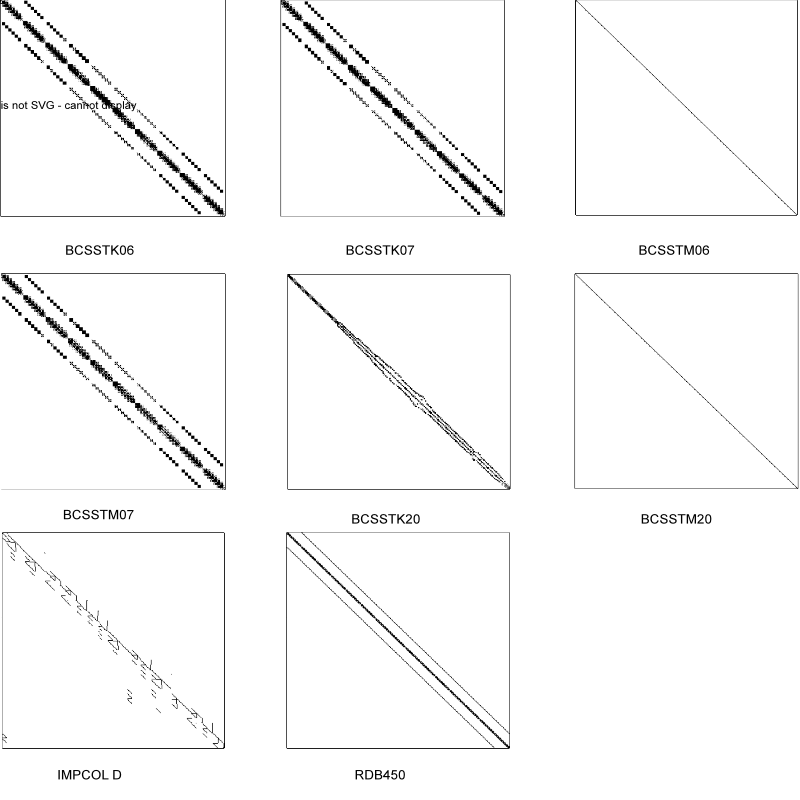 is not SVG - cannot display
BCSSTK06
BCSSTK07
BCSSTM06
BCSSTM07
BCSSTK20
BCSSTM20
IMPCOL D
RDB450